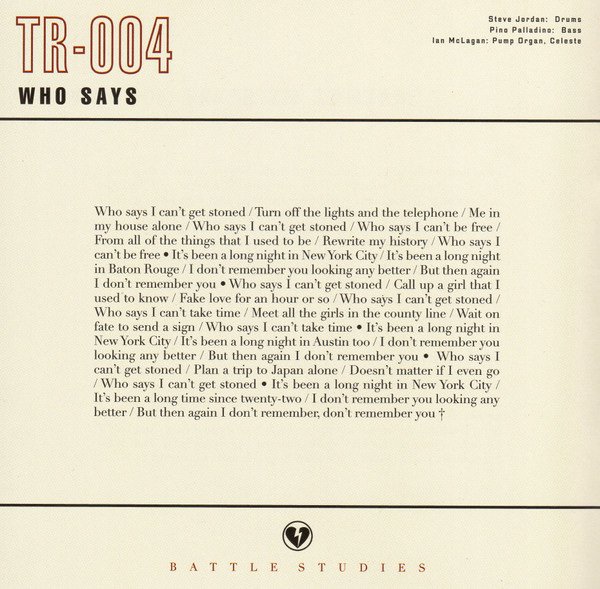 TR-004
WHO SAYS
Steve Jordan: Drums
Pino Palladino: Bass
Ian McLagan: Pump Organ, Celeste
Who says I can't get stoned / Turn off the lights and the telephone / Me in
my house alone / Who says I can't get stoned / Who says I can't be free /
From all of the things that I used to be / Rewrite my history / Who says I
can't be free • It's been a long night in New York City / It's been a long night
in Baton Rouge / I don't remember you looking any better / But then again
I don't remember you • Who says I can't get stoned / Call up a girl that I
used to know / Fake love for an hour or so / Who says I can't get stoned /
Who says I can't take time / Meet all the girls in the county line / Wait on
fate to send a sign / Who says I can't take time • It's been a long night in
New York City / It's been a long night in Austin too / I don't remember you
looking any better / But then again I don't remember you • Who says I
can't get stoned / Plan a trip to Japan alone / Doesn't matter if I even go
/ Who says I can't get stoned • It's been a long night in New York City /
It's been a long time since twenty-two / I don't remember you looking any
better / But then again I don't remember, don't remember you †
BATTLE STUDIES